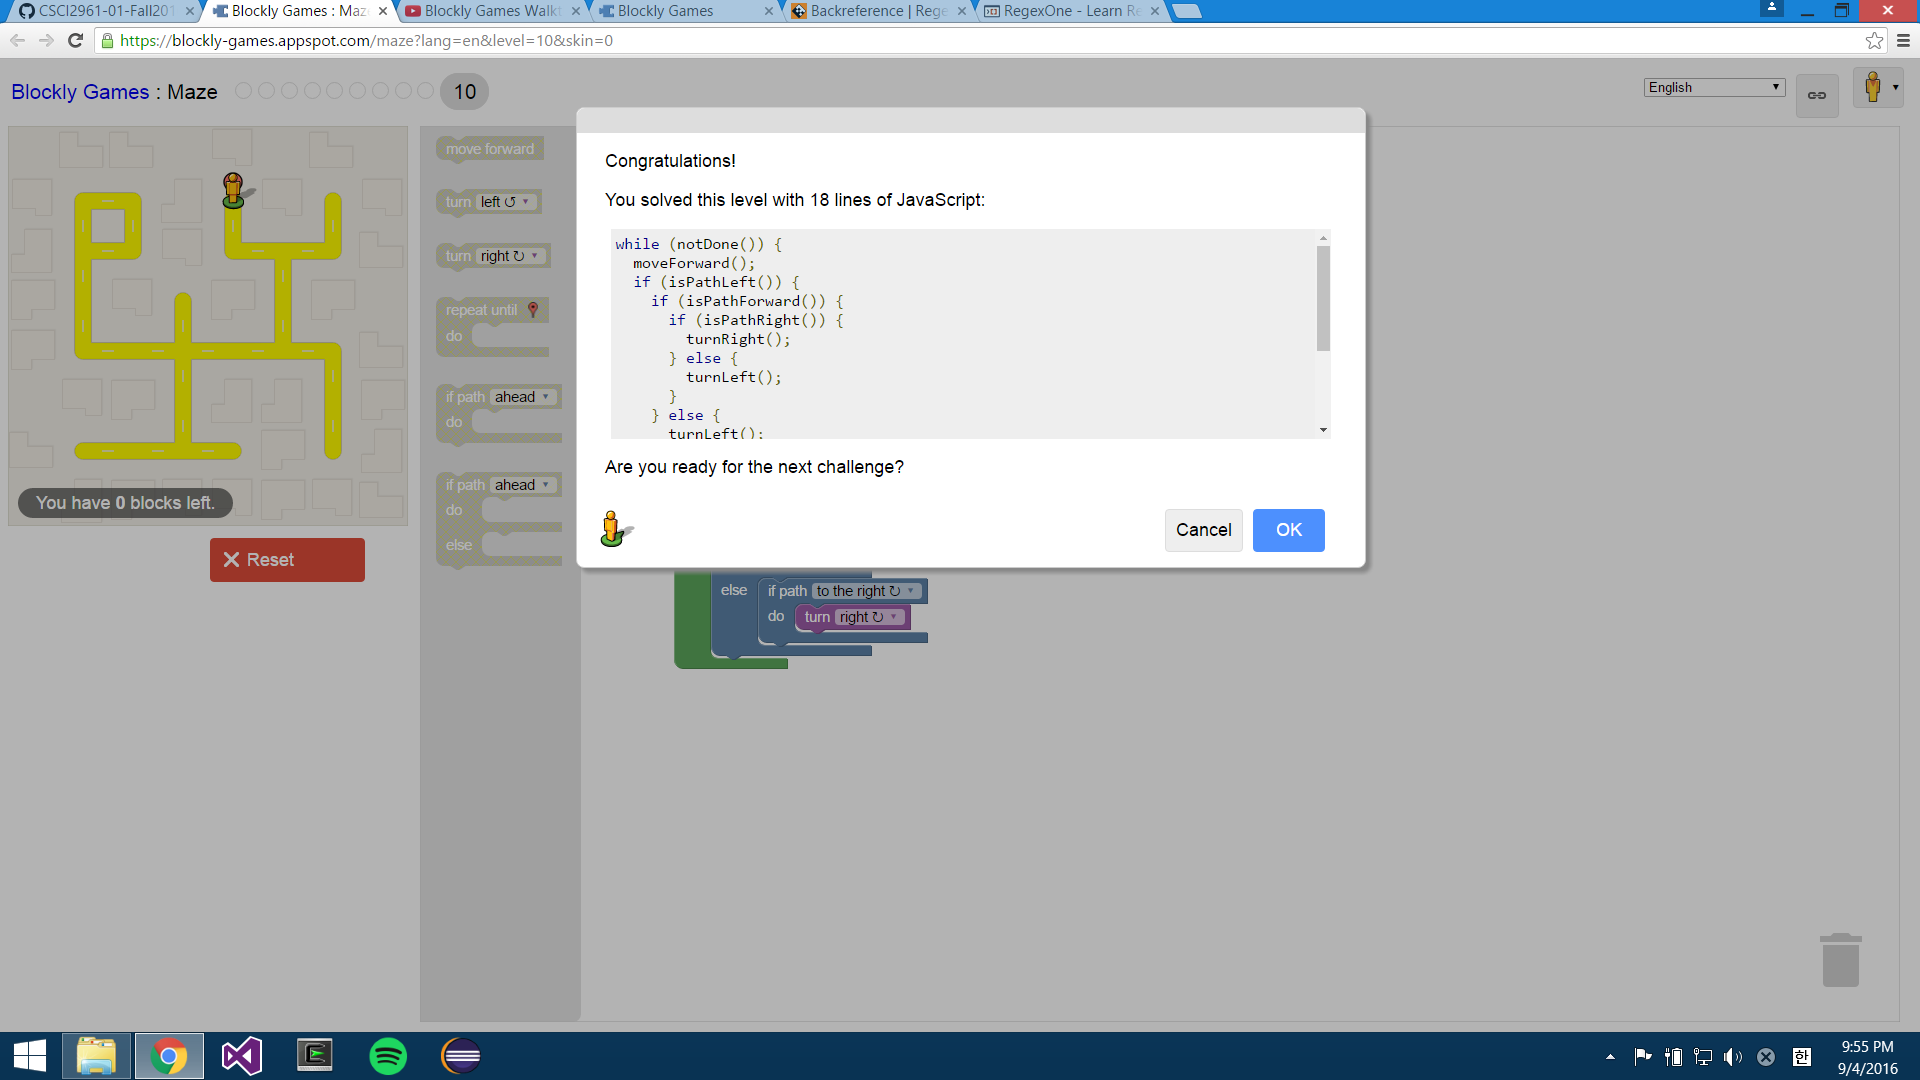 CSCI2961-01-Fall201
Blockly Games : Maz
Blockly Games Walkt
Blockly Games
Backreference | Rege
RegexOne - Learn Re
https://blockly-games.appspot.com/maze?lang=en&level=10&skin=0
Blockly Games : Maze
10
English
move forward
turn left ↺
turn right ↻
repeat until
do
if path ahead
do
if path ahead
do
else
You have 0 blocks left.
Reset
Congratulations!
You solved this level with 18 lines of JavaScript:
while (notDone()) {
moveForward();
if (isPathLeft()) {
if (isPathForward()) {
if (isPathRight()) {
turnRight();
} else {
turnLeft();
}
} else {
turnLeft();
Are you ready for the next challenge?
Cancel
OK
else if path to the right ↻
do turn right ↻
한
9:55 PM
9/4/2016